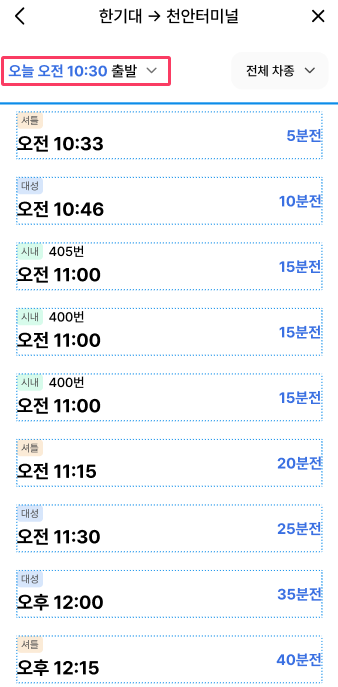 한기대 → 천안터미널
오늘 오전 10:30 출발
전체 차종
셔틀
오전 10:33
5분전
대성
오전 10:46
10분전
시내 405번
오전 11:00
15분전
시내 400번
오전 11:00
15분전
시내 400번
오전 11:00
15분전
셔틀
오전 11:15
20분전
대성
오전 11:30
25분전
대성
오후 12:00
35분전
셔틀
오후 12:15
40분전